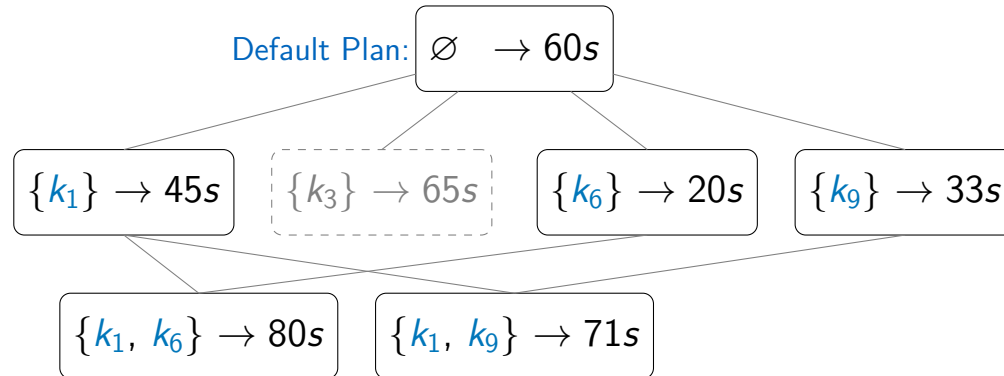 Default Plan: ∅ → 60s
{k₁} → 45s {k₃} → 65s {k₆} → 20s {k₉} → 33s
{k₁, k₆} → 80s {k₁, k₉} → 71s